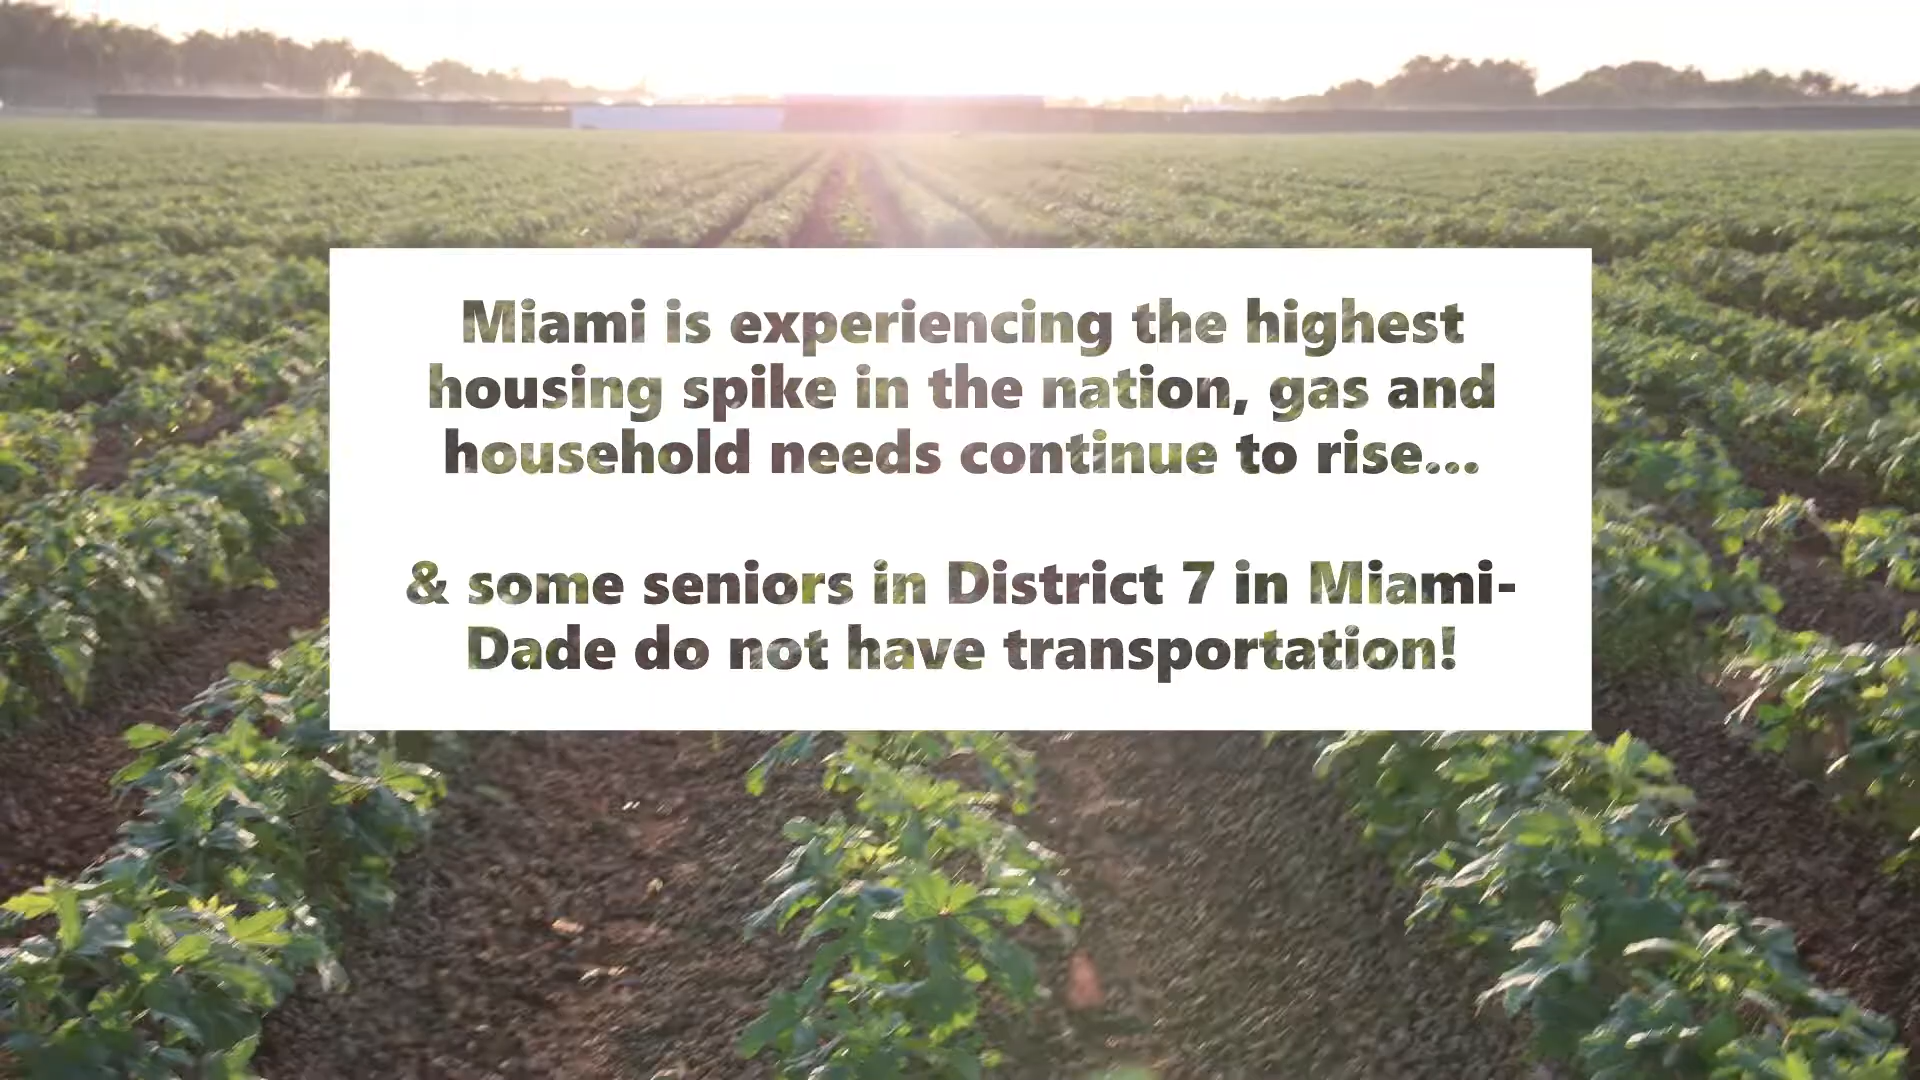 Miami is experiencing the highest
housing spike in the nation, gas and
household needs continue to rise...
& some seniors in District 7 in Miami-
Dade do not have transportation!